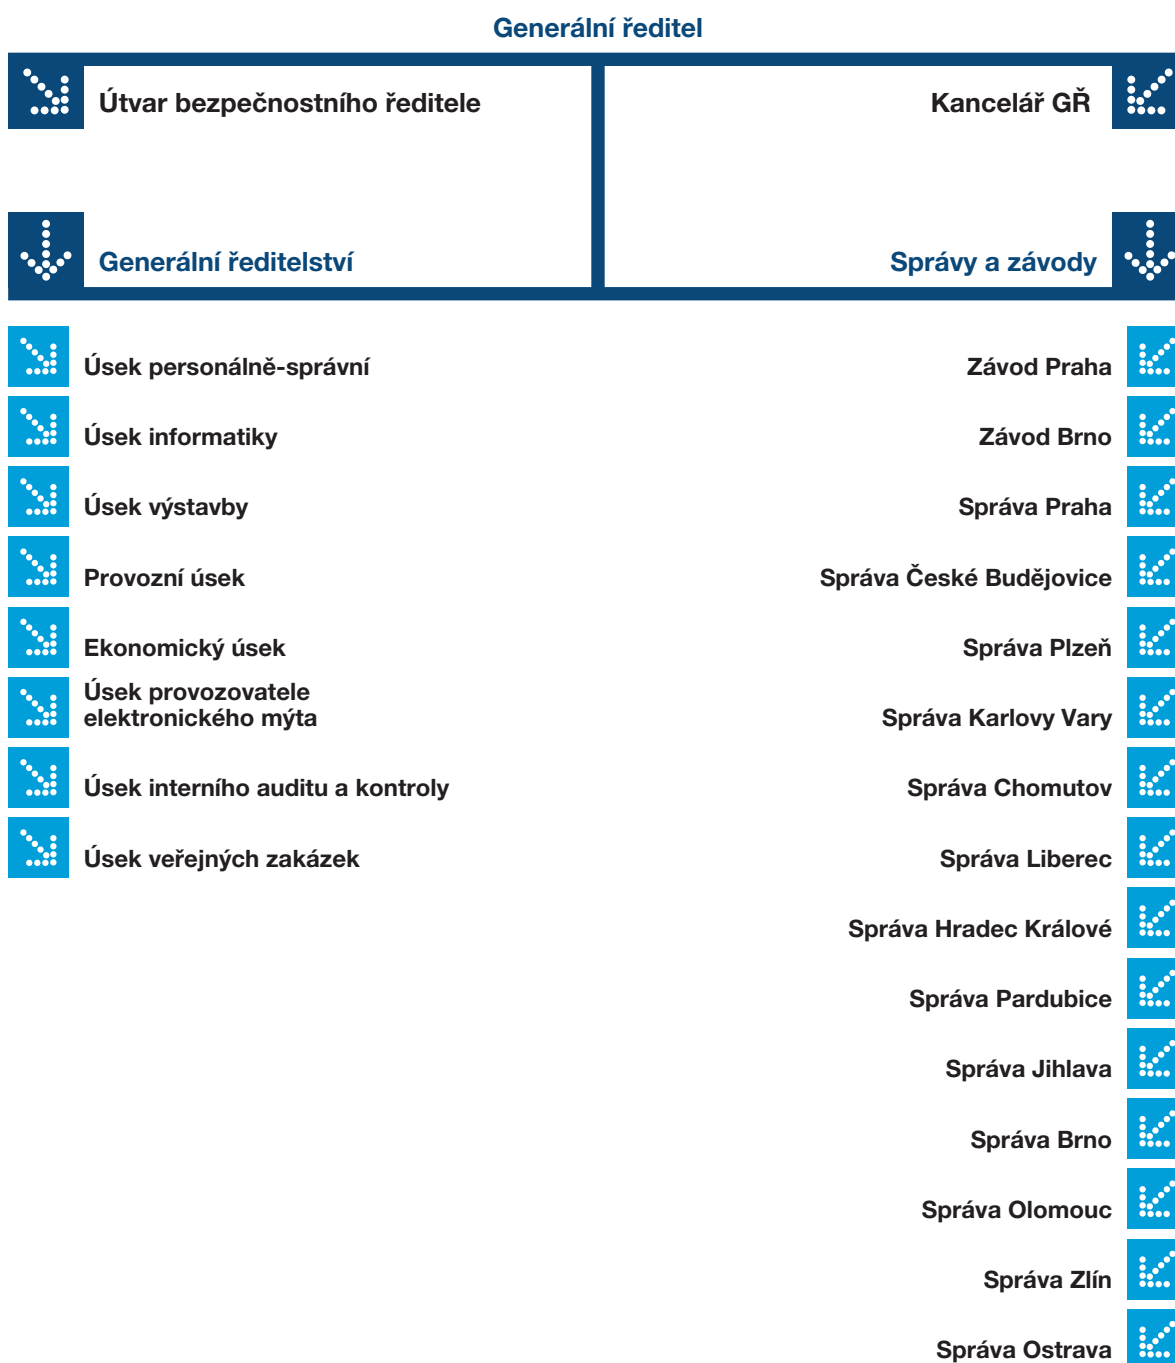 Generální ředitel
Útvar bezpečnostního ředitele
Kancelář GŘ
Generální ředitelství
Správy a závody
Úsek personálně-správní
Úsek informatiky
Úsek výstavby
Provozní úsek
Ekonomický úsek
Úsek provozovatele
elektronického mýta
Úsek interního auditu a kontroly
Úsek veřejných zakázek
Závod Praha
Závod Brno
Správa Praha
Správa České Budějovice
Správa Plzeň
Správa Karlovy Vary
Správa Chomutov
Správa Liberec
Správa Hradec Králové
Správa Pardubice
Správa Jihlava
Správa Brno
Správa Olomouc
Správa Zlín
Správa Ostrava